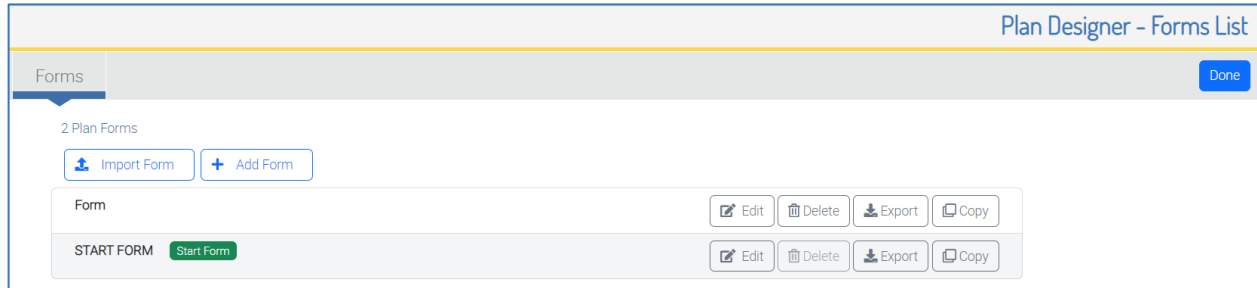 Plan Designer - Forms List
Forms
Done
2 Plan Forms
Import Form
Add Form
Form
Edit
Delete
Export
Copy
START FORM
Start Form
Edit
Delete
Export
Copy